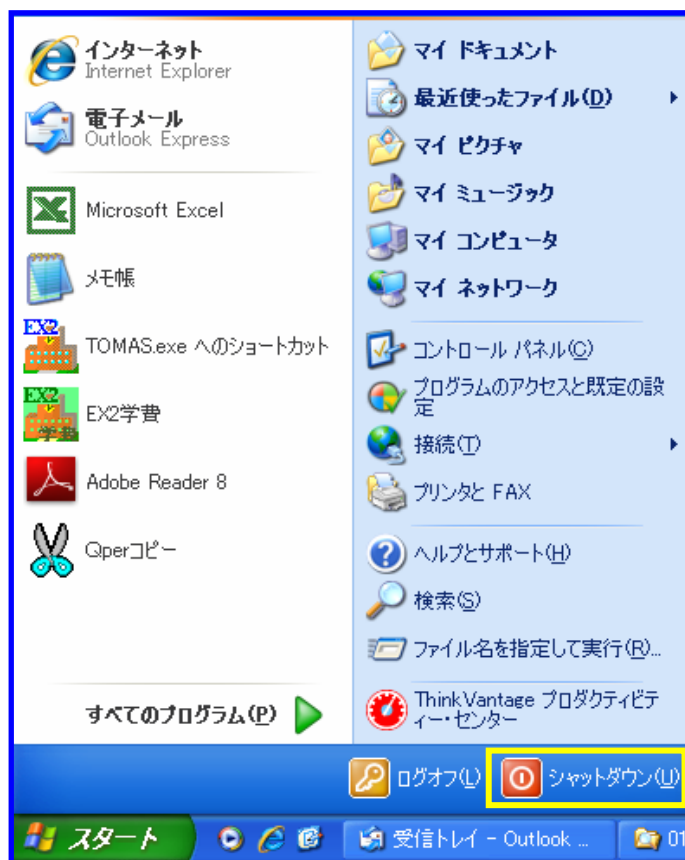 インターネット
Internet Explorer
電子メール
Outlook Express
Microsoft Excel
メモ帳
EX2
TOMAS.exe へのショートカット
EX2
学費
EX2学費
Adobe Reader 8
Qperコピー
すべてのプログラム(P)
マイ ドキュメント
最近使ったファイル(D)
マイ ピクチャ
マイ ミュージック
マイ コンピュータ
マイ ネットワーク
コントロール パネル(C)
プログラムのアクセスと既定の設
定
接続(T)
プリンタと FAX
ヘルプとサポート(H)
検索(S)
ファイル名を指定して実行(R)...
ThinkVantage プロダクティビテ
ィー・センター
ログオフ(L)
シャットダウン(U)
スタート
受信トレイ - Outlook ...
01